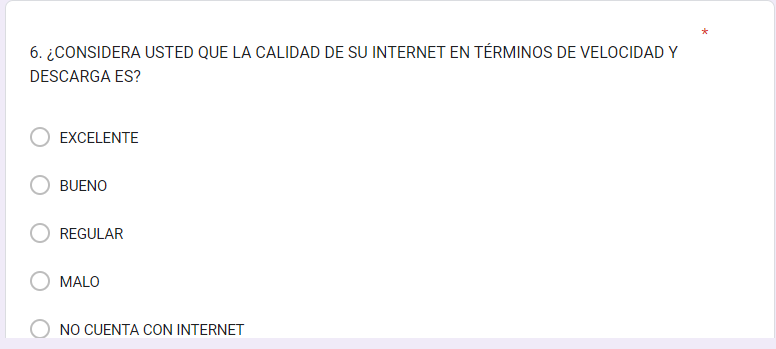 *
6. ¿CONSIDERA USTED QUE LA CALIDAD DE SU INTERNET EN TÉRMINOS DE VELOCIDAD Y
DESCARGA ES?
EXCELENTE
BUENO
REGULAR
MALO
NO CUENTA CON INTERNET